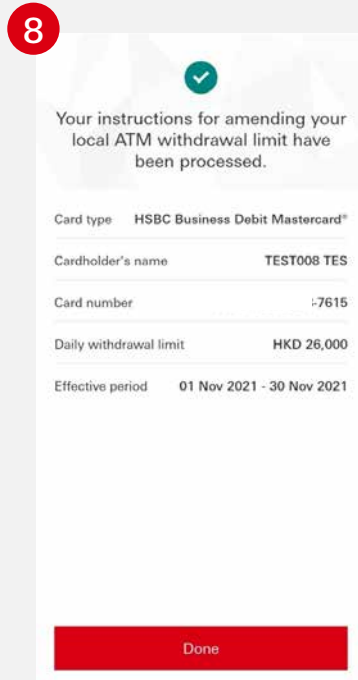 8
Your instructions for amending your
local ATM withdrawal limit have
been processed.
Card type HSBC Business Debit Mastercard®
Cardholder's name TEST008 TES
Card number -7615
Daily withdrawal limit HKD 26,000
Effective period 01 Nov 2021 - 30 Nov 2021
Done